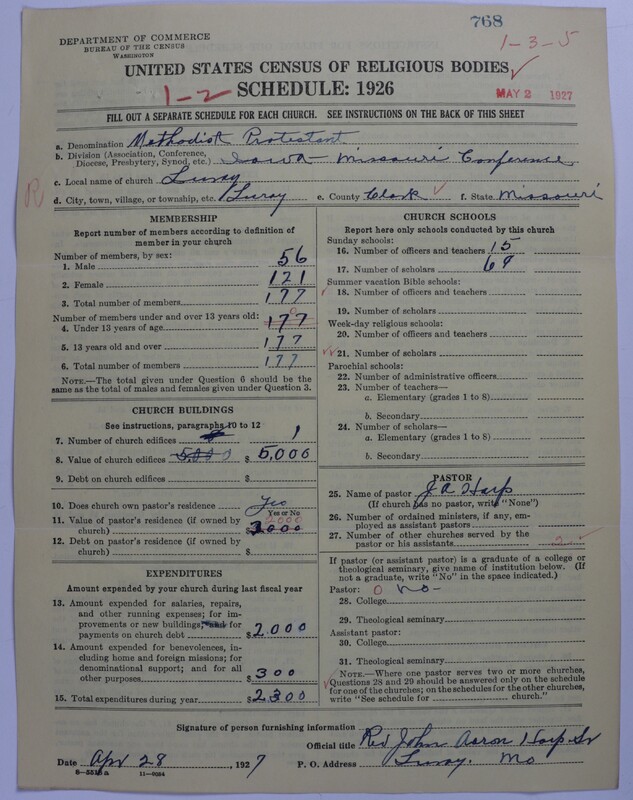 768
DEPARTMENT OF COMMERCE
BUREAU OF THE CENSUS
WASHINGTON
1-3-5
UNITED STATES CENSUS OF RELIGIOUS BODIES
1-2 SCHEDULE: 1926
MAY 2 1927
FILL OUT A SEPARATE SCHEDULE FOR EACH CHURCH. SEE INSTRUCTIONS ON THE BACK OF THIS SHEET
a. Denomination Methodist Protestant
b. Division (Association, Conference, Diocese, Presbytery, Synod, etc.) Iowa-Missouri Conference
c. Local name of church Luray
R d. City, town, village, or township, etc. Luray e. County Clark f. State Missouri
MEMBERSHIP
Report number of members according to definition of member in your church
Number of members, by sex:
1. Male 56
2. Female 121
3. Total number of members 177
Number of members under and over 13 years old:
4. Under 13 years of age 177 0
5. 13 years old and over 177
6. Total number of members 177
NOTE.—The total given under Question 6 should be the same as the total of males and females given under Question 3.
CHURCH BUILDINGS
See instructions, paragraphs 10 to 12
7. Number of church edifices 1
8. Value of church edifices 5,000 $ 5,000
9. Debt on church edifices $
10. Does church own pastor's residence Yes
Yes or No
11. Value of pastor's residence (if owned by church) $ 2000
12. Debt on pastor's residence (if owned by church) $
EXPENDITURES
Amount expended by your church during last fiscal year
13. Amount expended for salaries, repairs, and other running expenses; for improvements or new buildings, and for payments on church debt $ 2,000
14. Amount expended for benevolences, including home and foreign missions; for denominational support; and for all other purposes $ 300
15. Total expenditures during year $ 2300
CHURCH SCHOOLS
Report here only schools conducted by this church
Sunday schools:
16. Number of officers and teachers 15
17. Number of scholars 69
Summer vacation Bible schools:
18. Number of officers and teachers
19. Number of scholars
Week-day religious schools:
20. Number of officers and teachers
21. Number of scholars
Parochial schools:
22. Number of administrative officers
23. Number of teachers—
a. Elementary (grades 1 to 8)
b. Secondary
24. Number of scholars—
a. Elementary (grades 1 to 8)
b. Secondary
PASTOR
25. Name of pastor J A Harp
(If church has no pastor, write "None")
26. Number of ordained ministers, if any, employed as assistant pastors
27. Number of other churches served by the pastor or his assistants 2
If pastor (or assistant pastor) is a graduate of a college or theological seminary, give name of institution below. (If not a graduate, write "No" in the space indicated.)
Pastor: 0 no-
28. College
29. Theological seminary
Assistant pastor:
30. College
31. Theological seminary
NOTE.—Where one pastor serves two or more churches, Questions 28 and 29 should be answered only on the schedule for one of the churches; on the schedules for the other churches, write "See schedule for church."
Signature of person furnishing information
Official title Rev John Aaron Harp Sr
Date Apr 28, 1927 P. O. Address Luray. Mo
11—9094